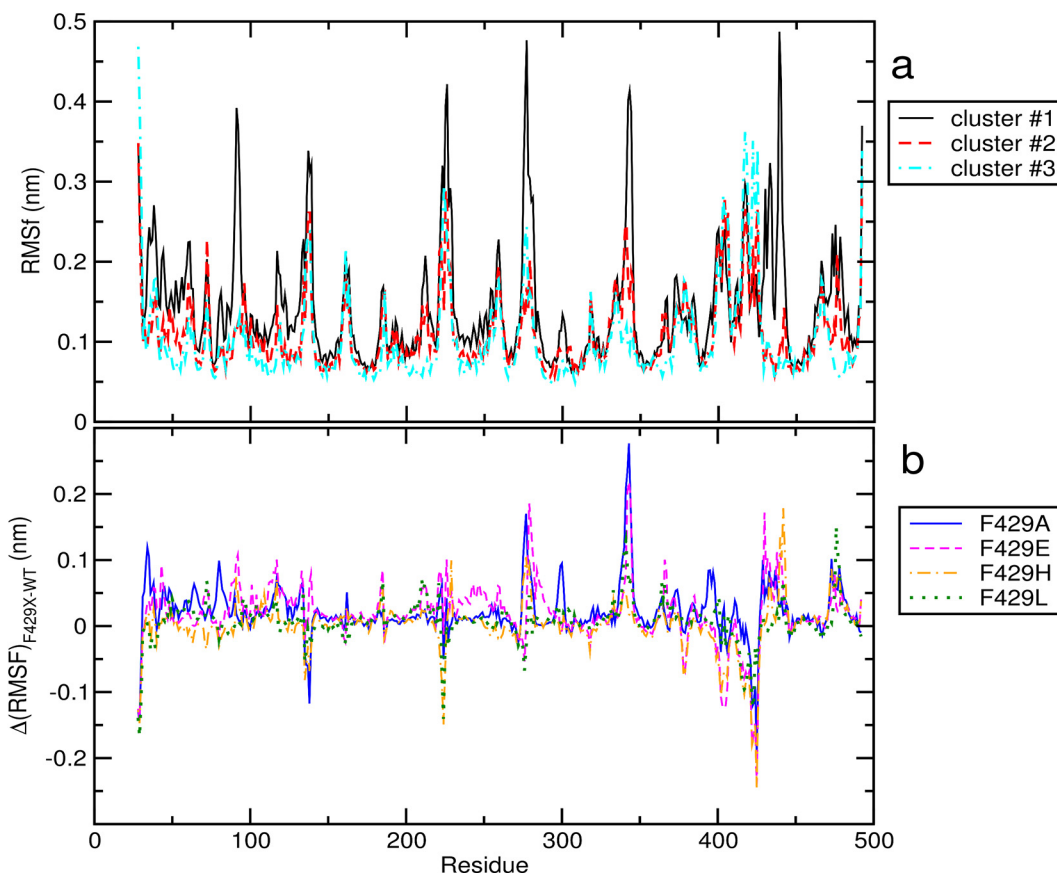 0.5
0.4
0.3
0.2
0.1
0
RMSf (nm)
a
cluster #1
cluster #2
cluster #3
0.2
0.1
0
-0.1
-0.2
Δ(RMSF)F429X-WT (nm)
b
F429A
F429E
F429H
F429L
0 100 200 300 400 500
Residue